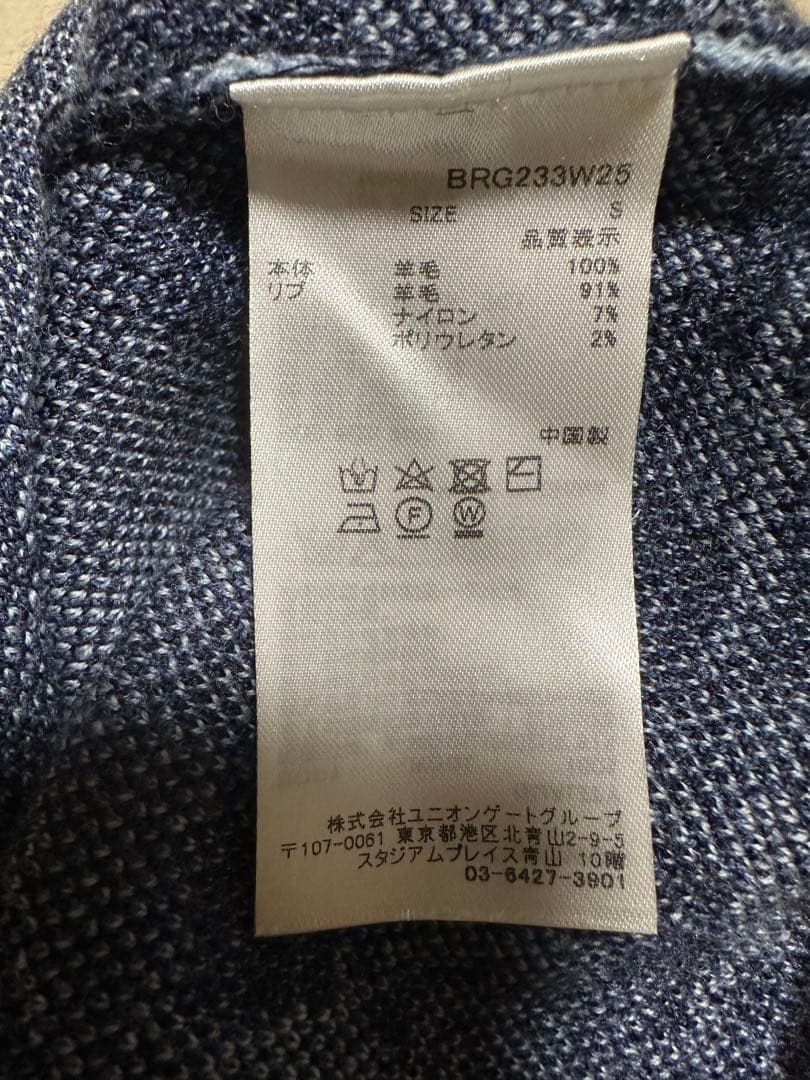 BRG233W25
SIZE S
品質表示
本体 羊毛 100%
リブ 羊毛 91%
ナイロン 7%
ポリウレタン 2%
中国製
F W
株式会社ユニオンゲートグループ
〒107-0061 東京都港区北青山2-9-5
スタジアムプレイス青山 10階
03-6427-3901